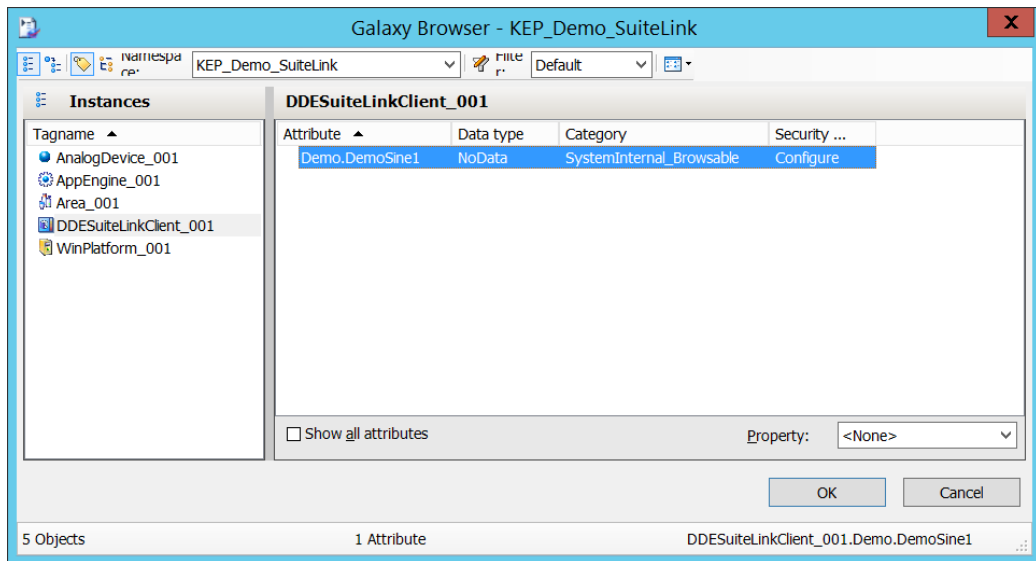 Galaxy Browser - KEP_Demo_SuiteLink
X
KEP_Demo_SuiteLink Default
Instances
DDESuiteLinkClient_001
Tagname
Attribute Data type Category Security ...
AnalogDevice_001
Demo.DemoSine1 NoData SystemInternal_Browsable Configure
AppEngine_001
Area_001
DDESuiteLinkClient_001
WinPlatform_001
Show all attributes
Property: <None>
OK Cancel
5 Objects 1 Attribute DDESuiteLinkClient_001.Demo.DemoSine1